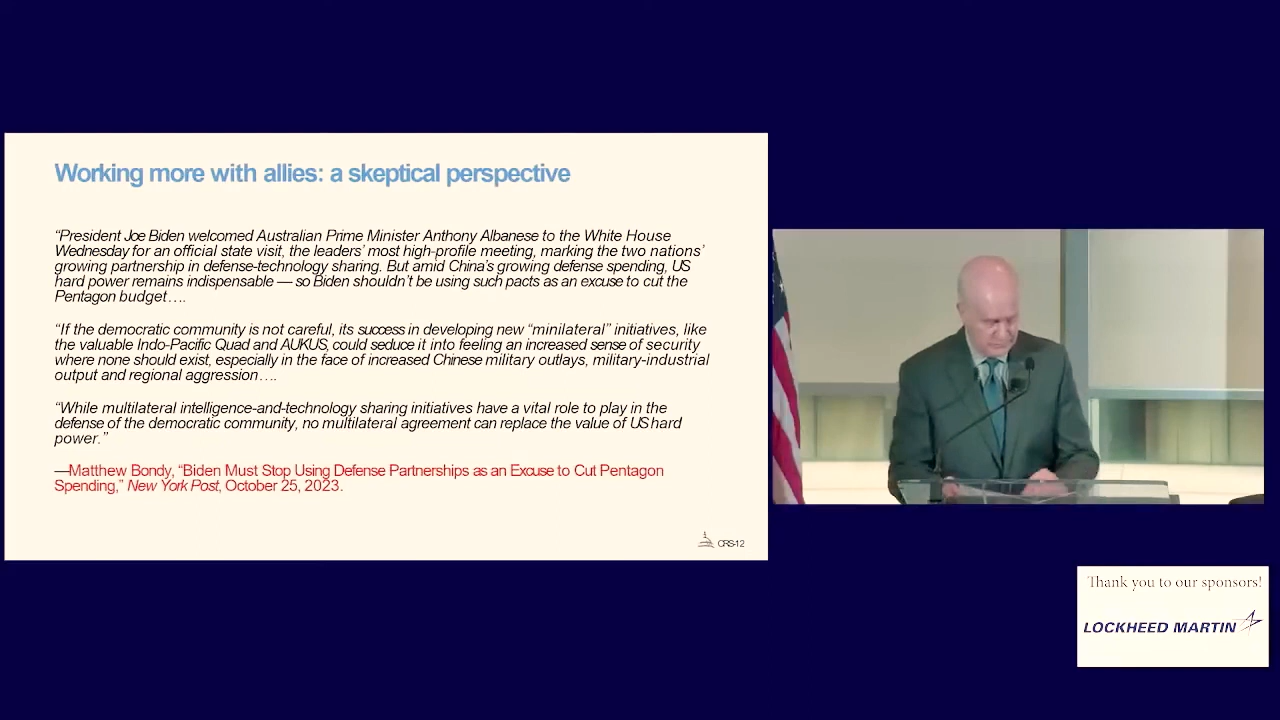 Working more with allies: a skeptical perspective
“President Joe Biden welcomed Australian Prime Minister Anthony Albanese to the White House
Wednesday for an official state visit, the leaders’ most high-profile meeting, marking the two nations’
growing partnership in defense-technology sharing. But amid China’s growing defense spending, US
hard power remains indispensable — so Biden shouldn’t be using such pacts as an excuse to cut the
Pentagon budget….
“If the democratic community is not careful, its success in developing new “minilateral” initiatives, like
the valuable Indo-Pacific Quad and AUKUS, could seduce it into feeling an increased sense of security
where none should exist, especially in the face of increased Chinese military outlays, military-industrial
output and regional aggression….
“While multilateral intelligence-and-technology sharing initiatives have a vital role to play in the
defense of the democratic community, no multilateral agreement can replace the value of US hard
power.”
—Matthew Bondy, “Biden Must Stop Using Defense Partnerships as an Excuse to Cut Pentagon
Spending,” New York Post, October 25, 2023.
CRS-12
Thank you to our sponsors!
LOCKHEED MARTIN